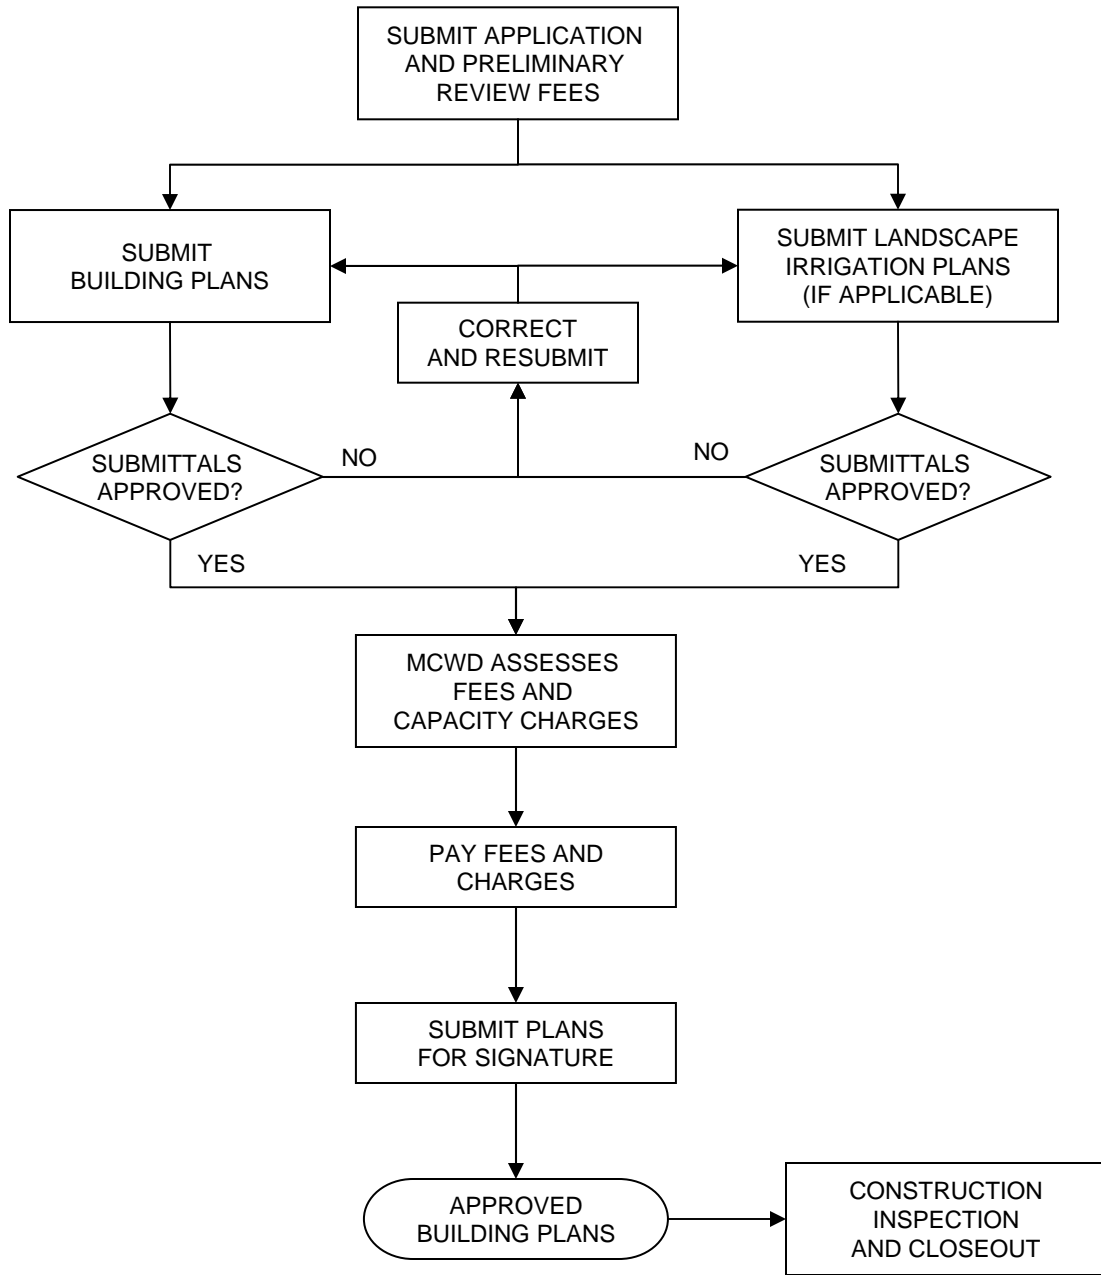 SUBMIT APPLICATION
AND PRELIMINARY
REVIEW FEES
SUBMIT
BUILDING PLANS
SUBMIT LANDSCAPE
IRRIGATION PLANS
(IF APPLICABLE)
CORRECT
AND RESUBMIT
SUBMITTALS
APPROVED?
NO
NO
SUBMITTALS
APPROVED?
YES
YES
MCWD ASSESSES
FEES AND
CAPACITY CHARGES
PAY FEES AND
CHARGES
SUBMIT PLANS
FOR SIGNATURE
APPROVED
BUILDING PLANS
CONSTRUCTION
INSPECTION
AND CLOSEOUT